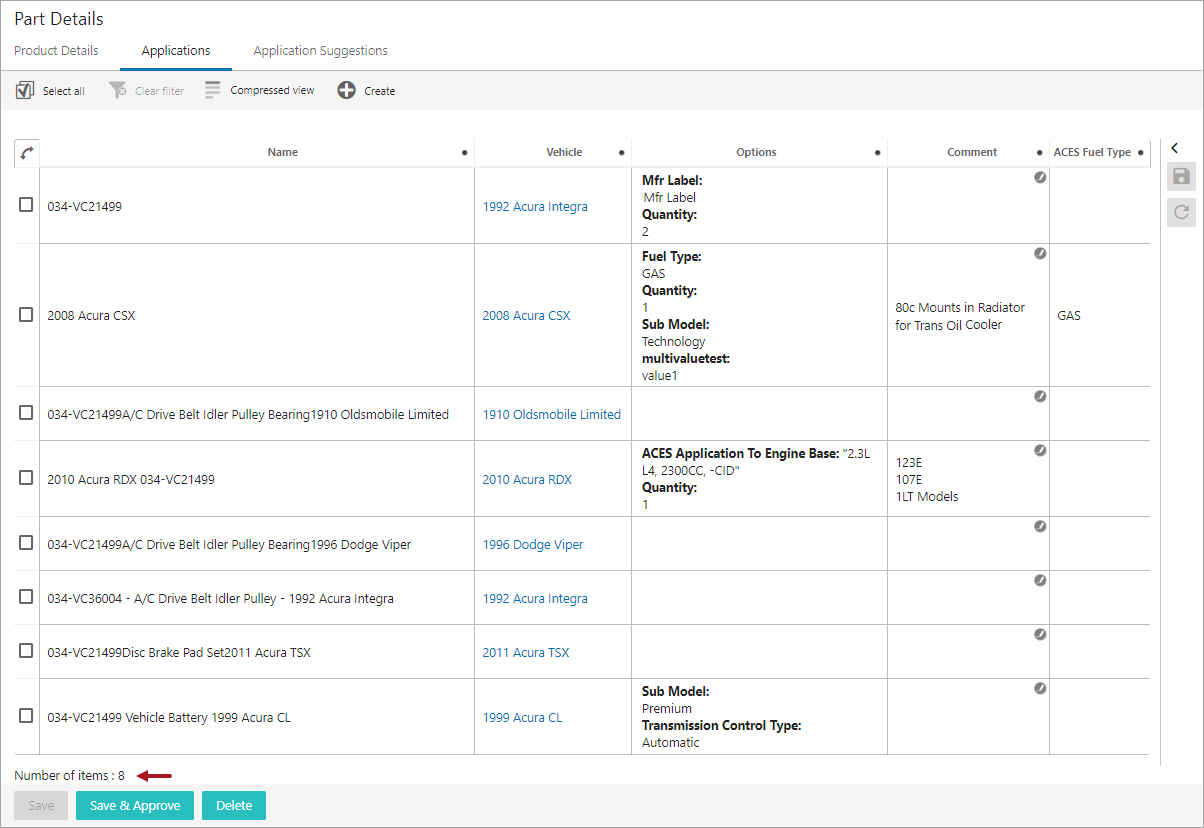 Part Details
Product Details
Applications
Application Suggestions
Select all
Clear filter
Compressed view
Create
Name
Vehicle
Options
Comment
ACES Fuel Type
034-VC21499
1992 Acura Integra
Mfr Label:
Mfr Label
Quantity:
2
2008 Acura CSX
2008 Acura CSX
Fuel Type:
GAS
Quantity:
1
Sub Model:
Technology
multivaluetest:
value1
80c Mounts in Radiator
for Trans Oil Cooler
GAS
034-VC21499A/C Drive Belt Idler Pulley Bearing1910 Oldsmobile Limited
1910 Oldsmobile Limited
2010 Acura RDX 034-VC21499
2010 Acura RDX
ACES Application To Engine Base: "2.3L
L4, 2300CC, -CID"
Quantity:
1
123E
107E
1LT Models
034-VC21499A/C Drive Belt Idler Pulley Bearing1996 Dodge Viper
1996 Dodge Viper
034-VC36004 - A/C Drive Belt Idler Pulley - 1992 Acura Integra
1992 Acura Integra
034-VC21499Disc Brake Pad Set2011 Acura TSX
2011 Acura TSX
034-VC21499 Vehicle Battery 1999 Acura CL
1999 Acura CL
Sub Model:
Premium
Transmission Control Type:
Automatic
Number of items : 8
Save
Save & Approve
Delete